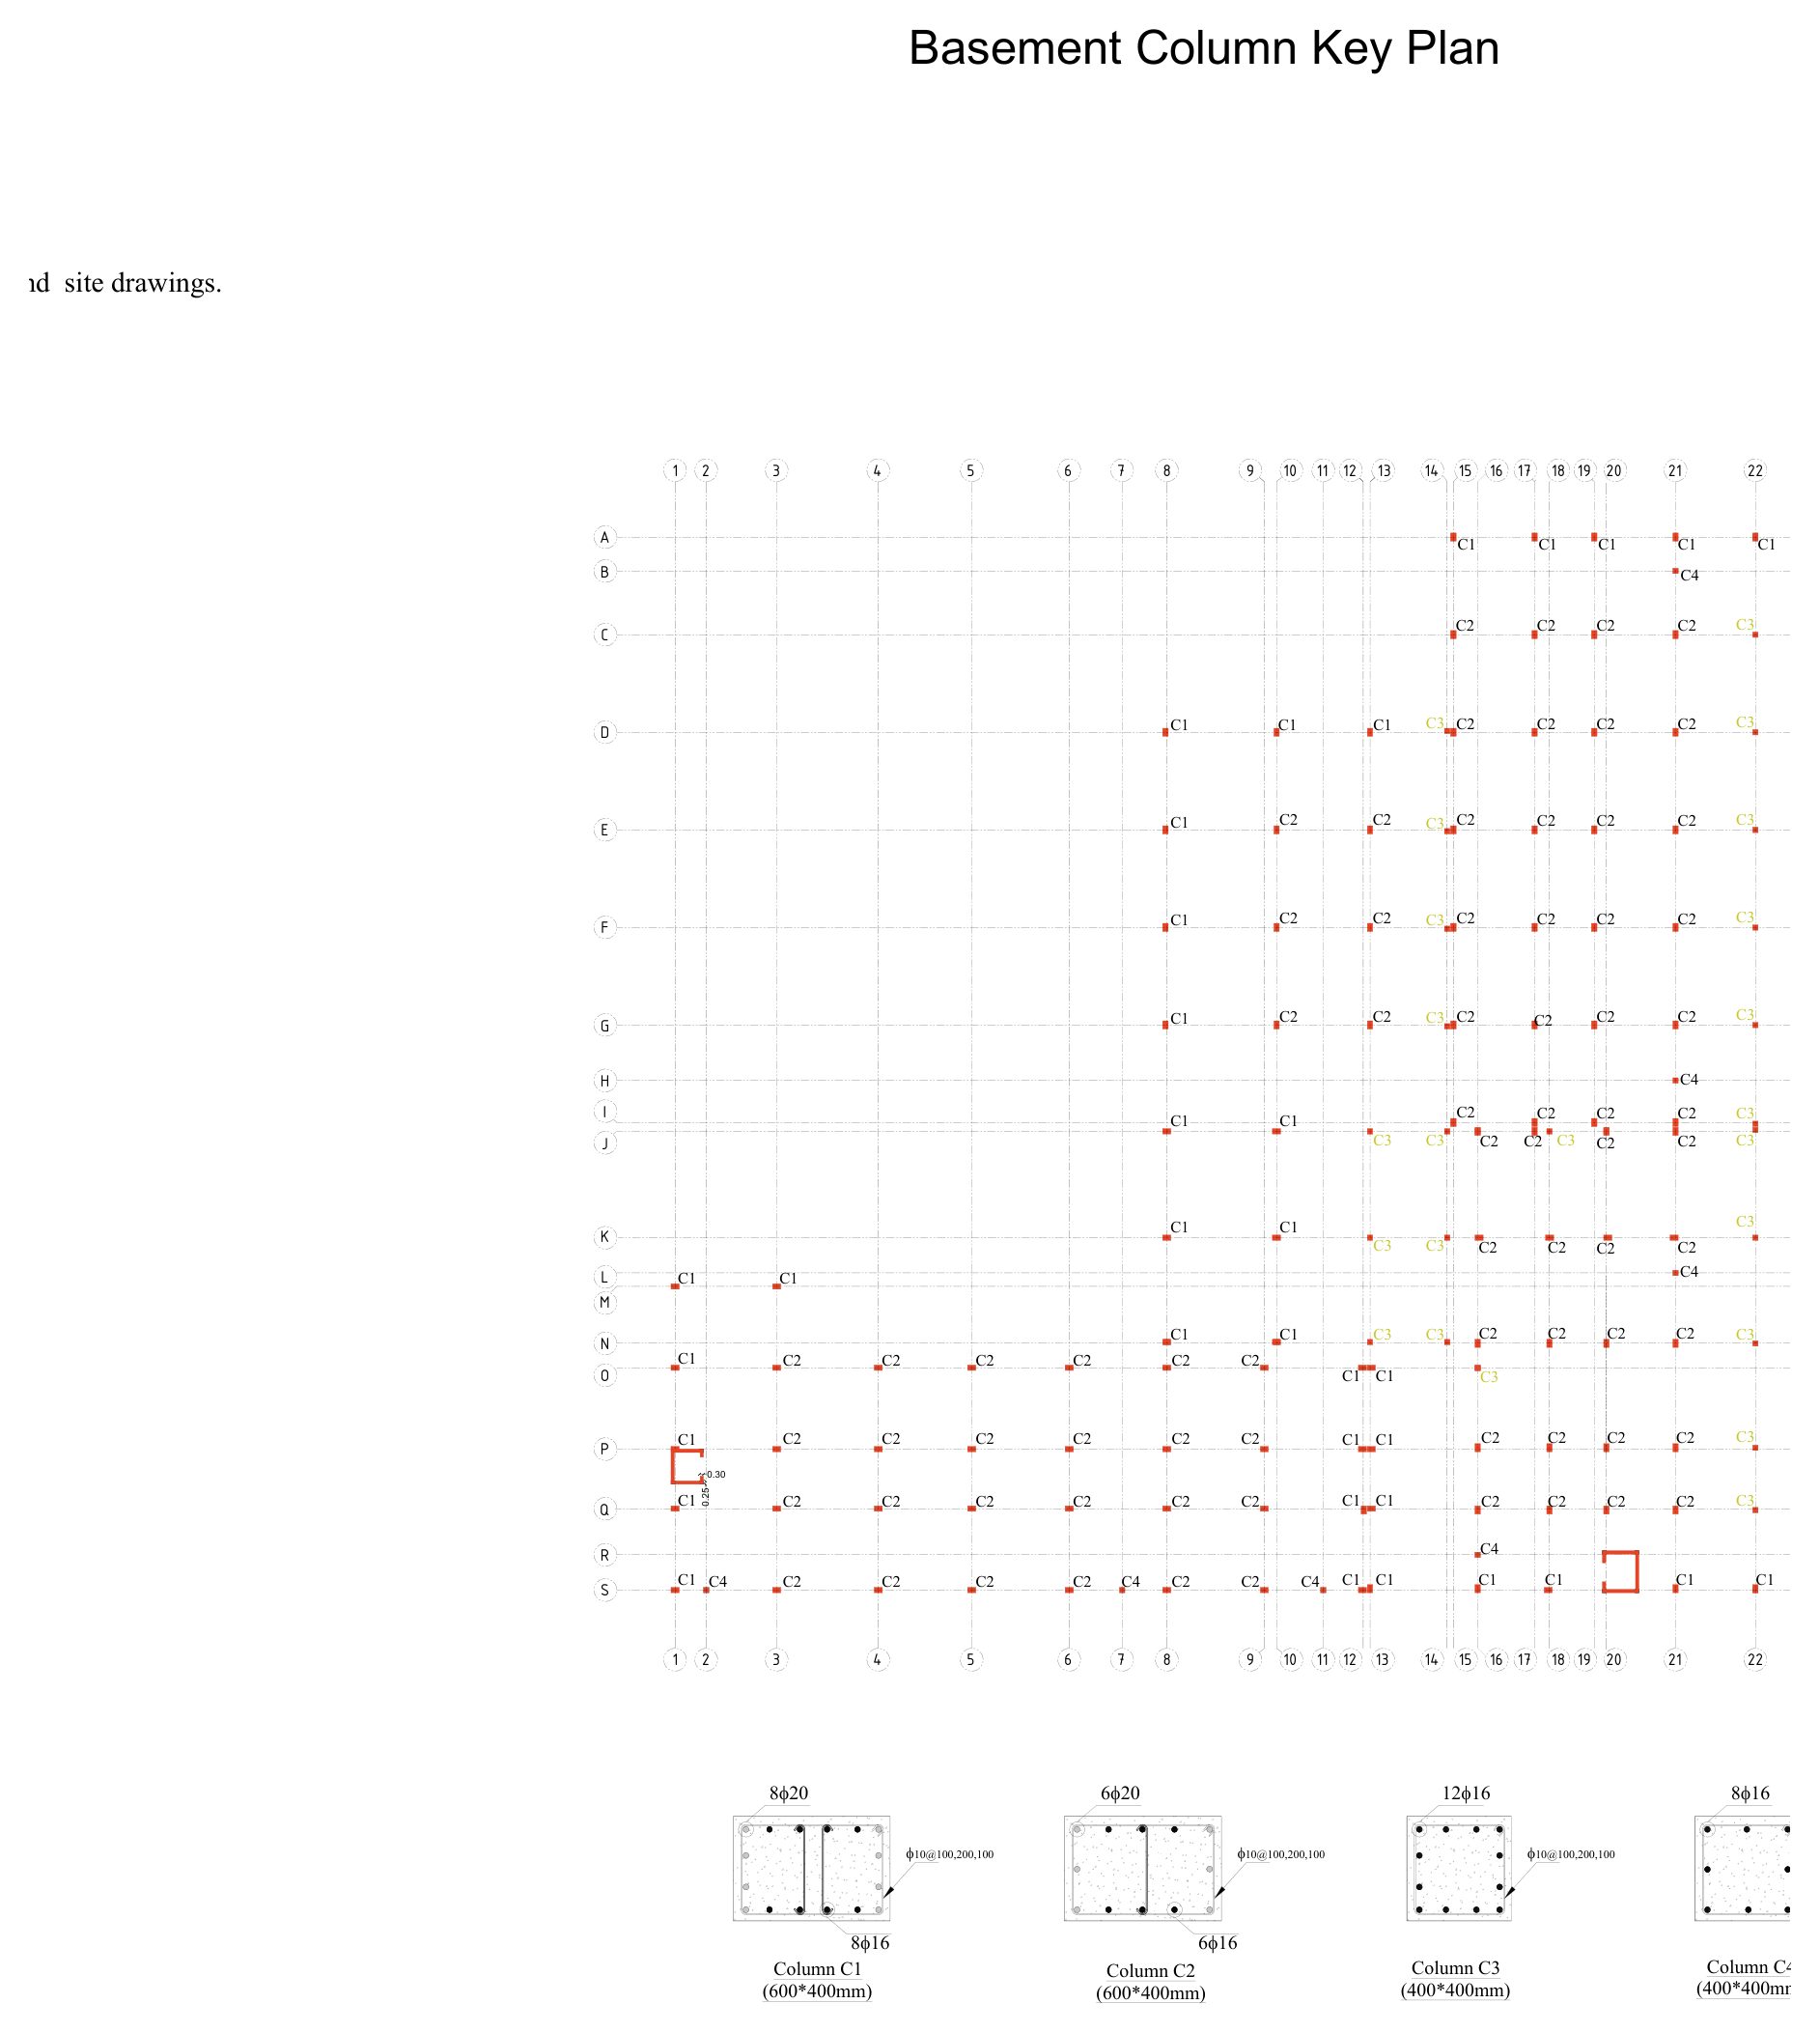 Basement Column Key Plan
nd site drawings.
1 2 3 4 5 6 7 8 9 10 11 12 13 14 15 16 17 18 19 20 21 22
A
C1 C1 C1 C1 C1
B
C4
C
C2 C2 C2 C2 C3
D
C1 C1 C1 C3 C2 C2 C2 C2 C3
E
C1 C2 C2 C3 C2 C2 C2 C2 C3
F
C1 C2 C2 C3 C2 C2 C2 C2 C3
G
C1 C2 C2 C3 C2 C2 C2 C2 C3
H
C4
I
C1 C1 C2 C2 C2 C2 C3
J
C3 C3 C2 C2 C3 C2 C2 C3
K
C1 C1 C3 C3 C2 C2 C2 C2 C3
L
C1 C1 C4
M
N
C1 C1 C3 C3 C2 C2 C2 C2 C3
O
C1 C2 C2 C2 C2 C2 C2 C1 C1 C3
P
C1 C2 C2 C2 C2 C2 C2 C1 C1 C2 C2 C2 C2 C3
0.30
0.25
Q
C1 C2 C2 C2 C2 C2 C2 C1 C1 C2 C2 C2 C2 C3
R
C4
S
C1 C4 C2 C2 C2 C2 C4 C2 C2 C4 C1 C1 C1 C1 C1 C1
1 2 3 4 5 6 7 8 9 10 11 12 13 14 15 16 17 18 19 20 21 22
8ϕ20
ϕ10@100,200,100
8ϕ16
Column C1
(600*400mm)
6ϕ20
ϕ10@100,200,100
6ϕ16
Column C2
(600*400mm)
12ϕ16
ϕ10@100,200,100
Column C3
(400*400mm)
8ϕ16
Column C4
(400*400m